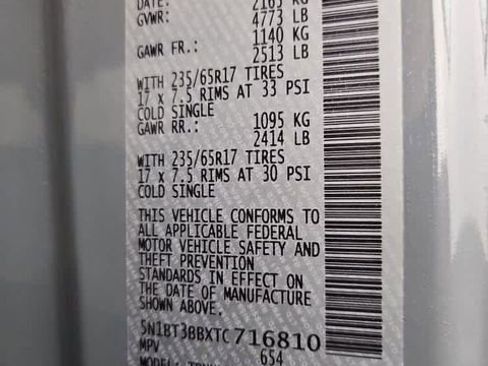 DATE: 2165 KG
GVWR: 4773 LB
1140 KG
GAWR FR.: 2513 LB
WITH 235/65R17 TIRES
17 x 7.5 RIMS AT 33 PSI
COLD SINGLE
GAWR RR.: 1095 KG
2414 LB
WITH 235/65R17 TIRES
17 x 7.5 RIMS AT 30 PSI
COLD SINGLE
THIS VEHICLE CONFORMS TO
ALL APPLICABLE FEDERAL
MOTOR VEHICLE SAFETY AND
THEFT PREVENTION
STANDARDS IN EFFECT ON
THE DATE OF MANUFACTURE
SHOWN ABOVE.
5N1BT3BBXTC716810
MPV 654